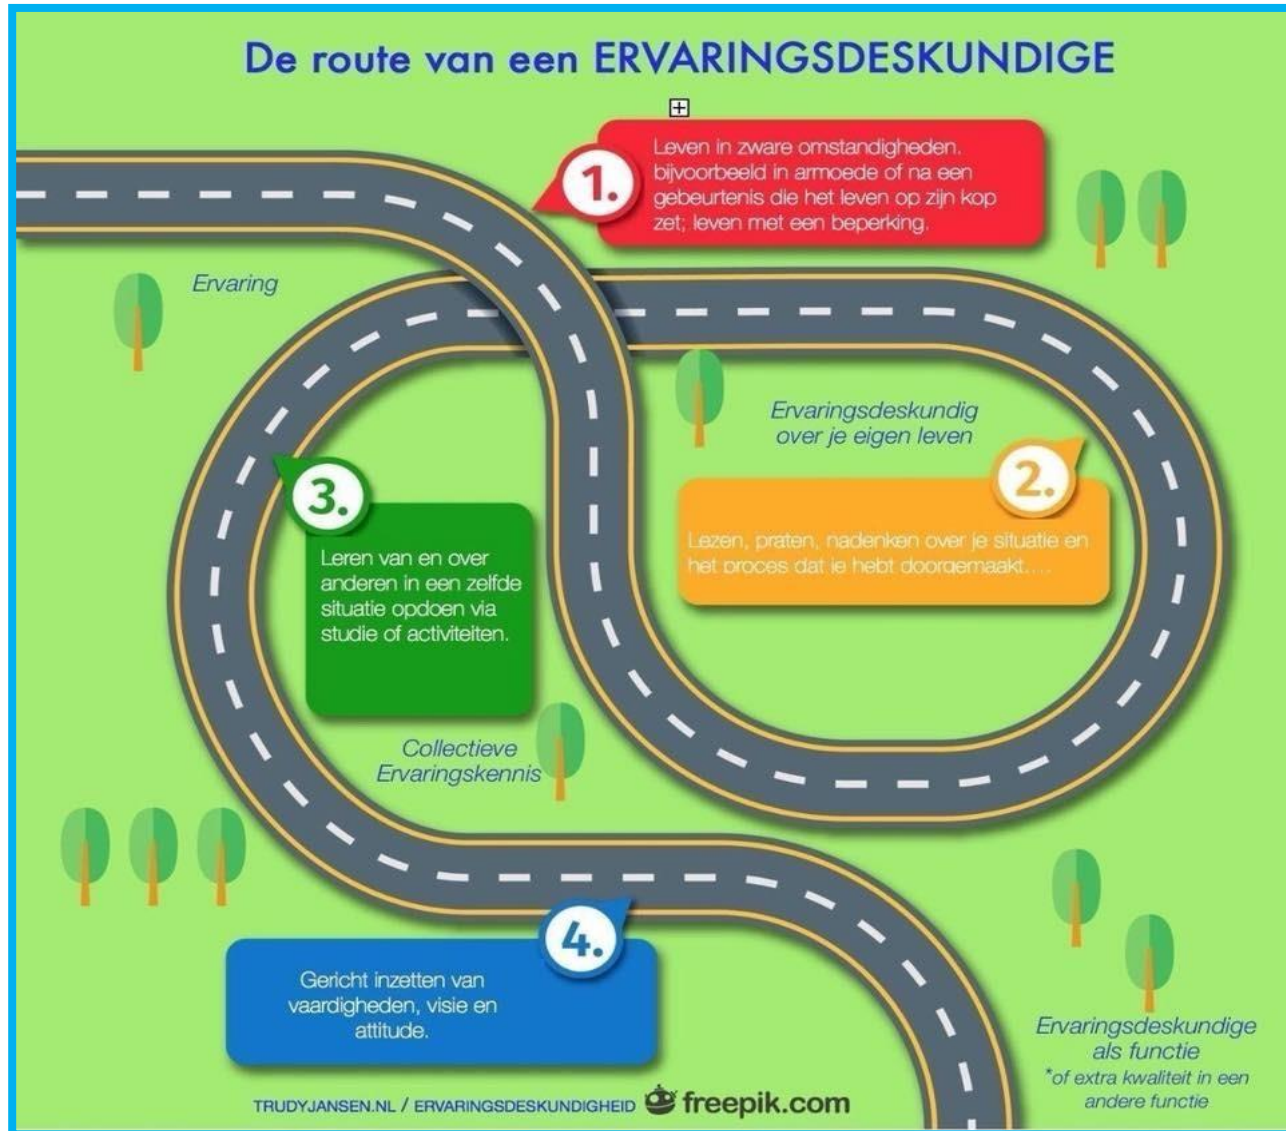 De route van een ERVARINGSDESKUNDIGE
1.
Leven in zware omstandigheden.
bijvoorbeeld in armoede of na een
gebeurtenis die het leven op zijn kop
zet; leven met een beperking.
Ervaring
Ervaringsdeskundig
over je eigen leven
2.
Lezen, praten, nadenken over je situatie en
het proces dat je hebt doorgemaakt....
3.
Leren van en over
anderen in een zelfde
situatie opdoen via
studie of activiteiten.
Collectieve
Ervaringskennis
4.
Gericht inzetten van
vaardigheden, visie en
attitude.
Ervaringsdeskundige
als functie
*of extra kwaliteit in een
andere functie
TRUDYJANSEN.NL / ERVARINGSDESKUNDIGHEID freepik.com